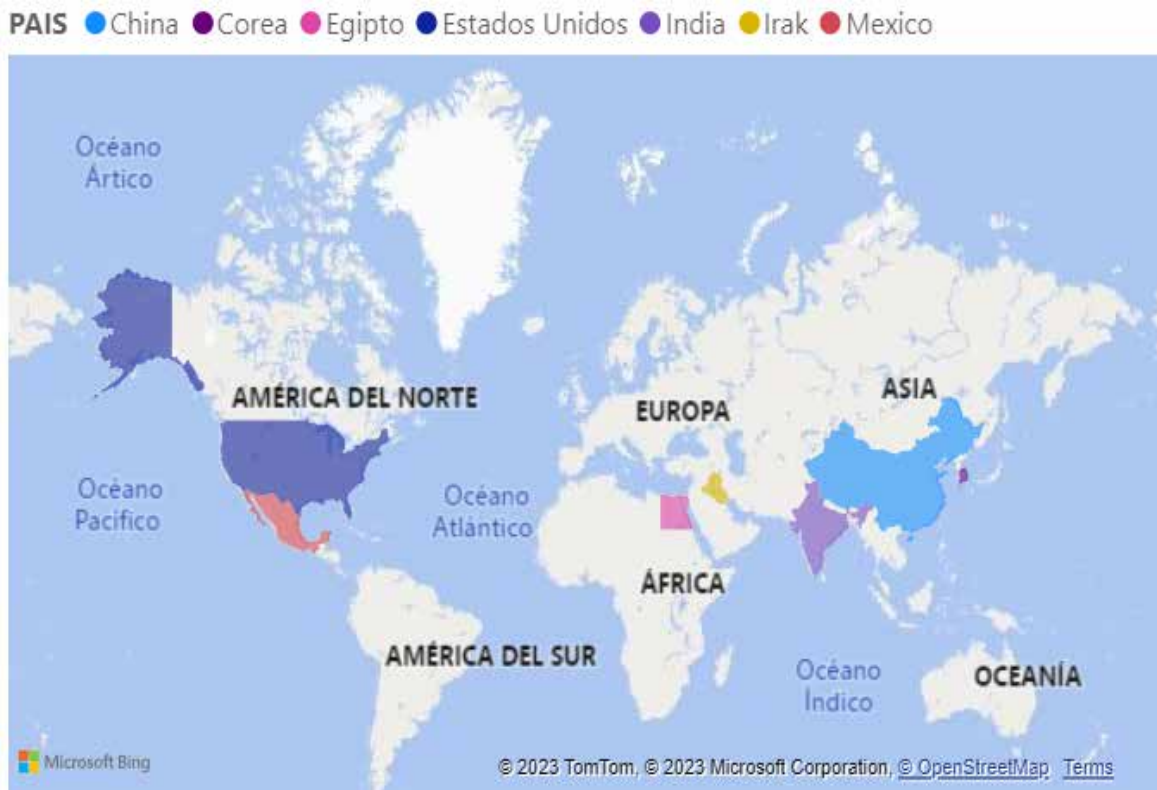 PAIS China Corea Egipto Estados Unidos India Irak Mexico
Océano
Ártico
AMÉRICA DEL NORTE
ASIA
EUROPA
Océano
Pacífico
Océano
Atlántico
ÁFRICA
AMÉRICA DEL SUR
Océano
Índico
OCEANÍA
Microsoft Bing
© 2023 TomTom, © 2023 Microsoft Corporation, © OpenStreetMap Terms